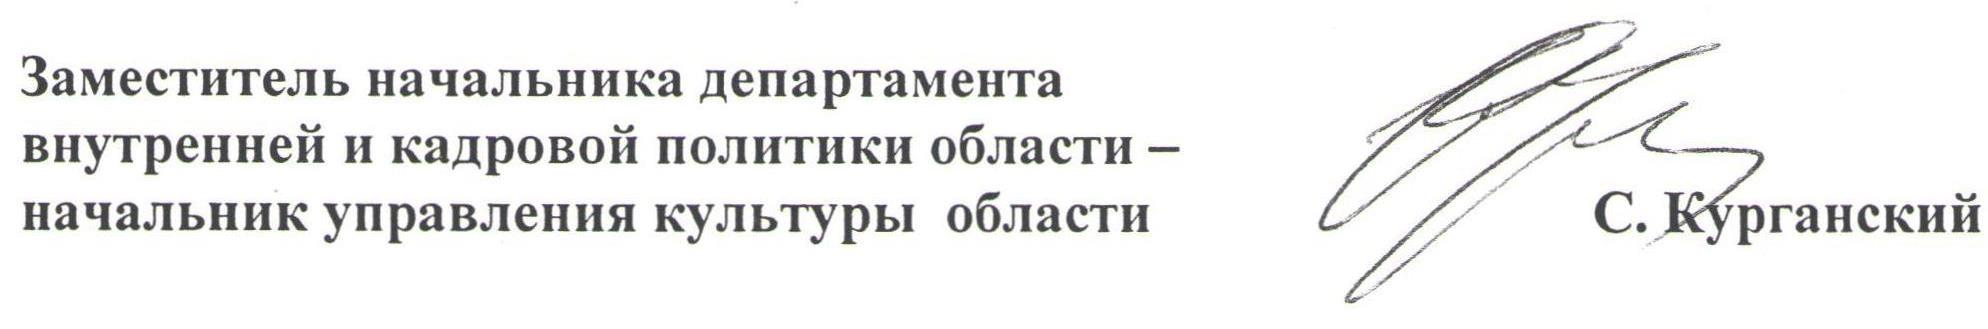 Заместитель начальника департамента
внутренней и кадровой политики области –
начальник управления культуры области С. Курганский